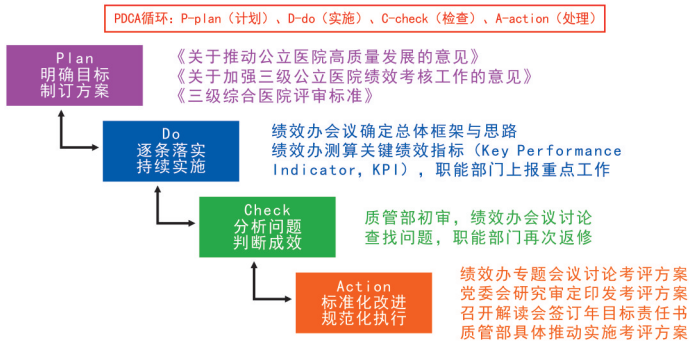 PDCA循环：P-plan（计划）、D-do（实施）、C-check（检查）、A-action（处理）
Plan
明确目标
制订方案
《关于推动公立医院高质量发展的意见》
《关于加强三级公立医院绩效考核工作的意见》
《三级综合医院评审标准》
Do
逐条落实
持续实施
绩效办会议确定总体框架与思路
绩效办测算关键绩效指标（Key Performance
Indicator，KPI），职能部门上报重点工作
Check
分析问题
判断成效
质管部初审，绩效办会议讨论
查找问题，职能部门再次返修
Action
标准化改进
规范化执行
绩效办专题会议讨论考评方案
党委会研究审定印发考评方案
召开解读会签订年目标责任书
质管部具体推动实施考评方案